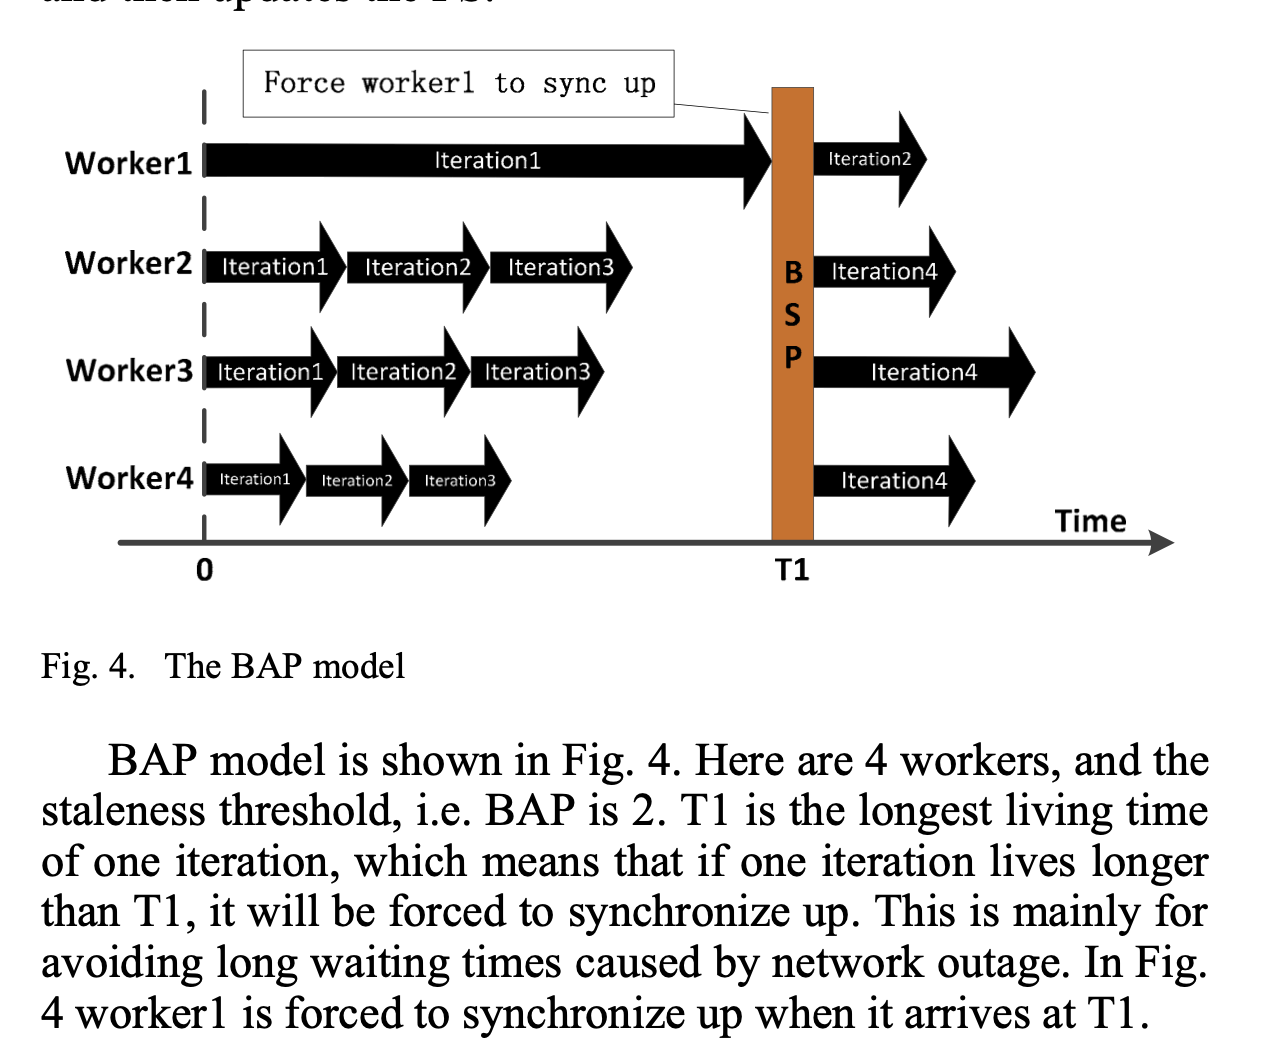 and then updates the PS.
Force worker1 to sync up
Worker1
Iteration1
Iteration2
Worker2
Iteration1
Iteration2
Iteration3
Iteration4
Worker3
Iteration1
Iteration2
Iteration3
Iteration4
Worker4
Iteration1
Iteration2
Iteration3
Iteration4
B
S
P
Time
0
T1
Fig. 4. The BAP model
BAP model is shown in Fig. 4. Here are 4 workers, and the
staleness threshold, i.e. BAP is 2. T1 is the longest living time
of one iteration, which means that if one iteration lives longer
than T1, it will be forced to synchronize up. This is mainly for
avoiding long waiting times caused by network outage. In Fig.
4 worker1 is forced to synchronize up when it arrives at T1.